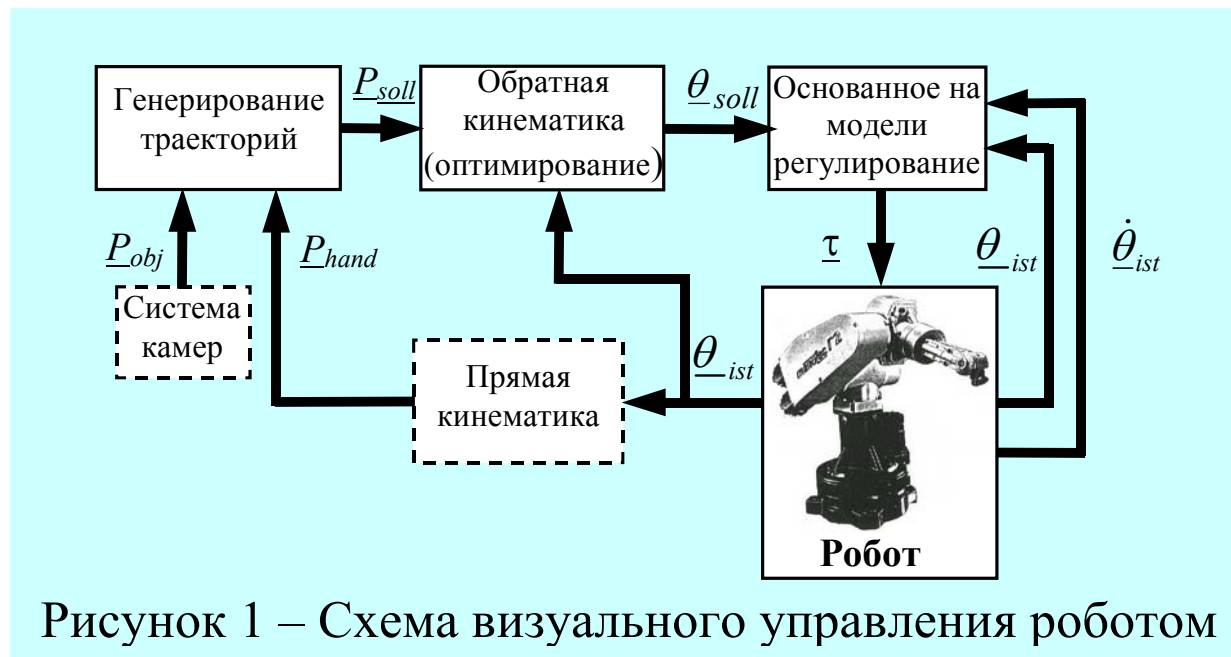 Генерирование
траекторий
P_soll
Обратная
кинематика
(оптимирование)
θ_soll
Основанное на
модели
регулирование
P_obj
P_hand
τ
θ_ist
θ̇_ist
Система
камер
Прямая
кинематика
θ_ist
Робот
Рисунок 1 – Схема визуального управления роботом